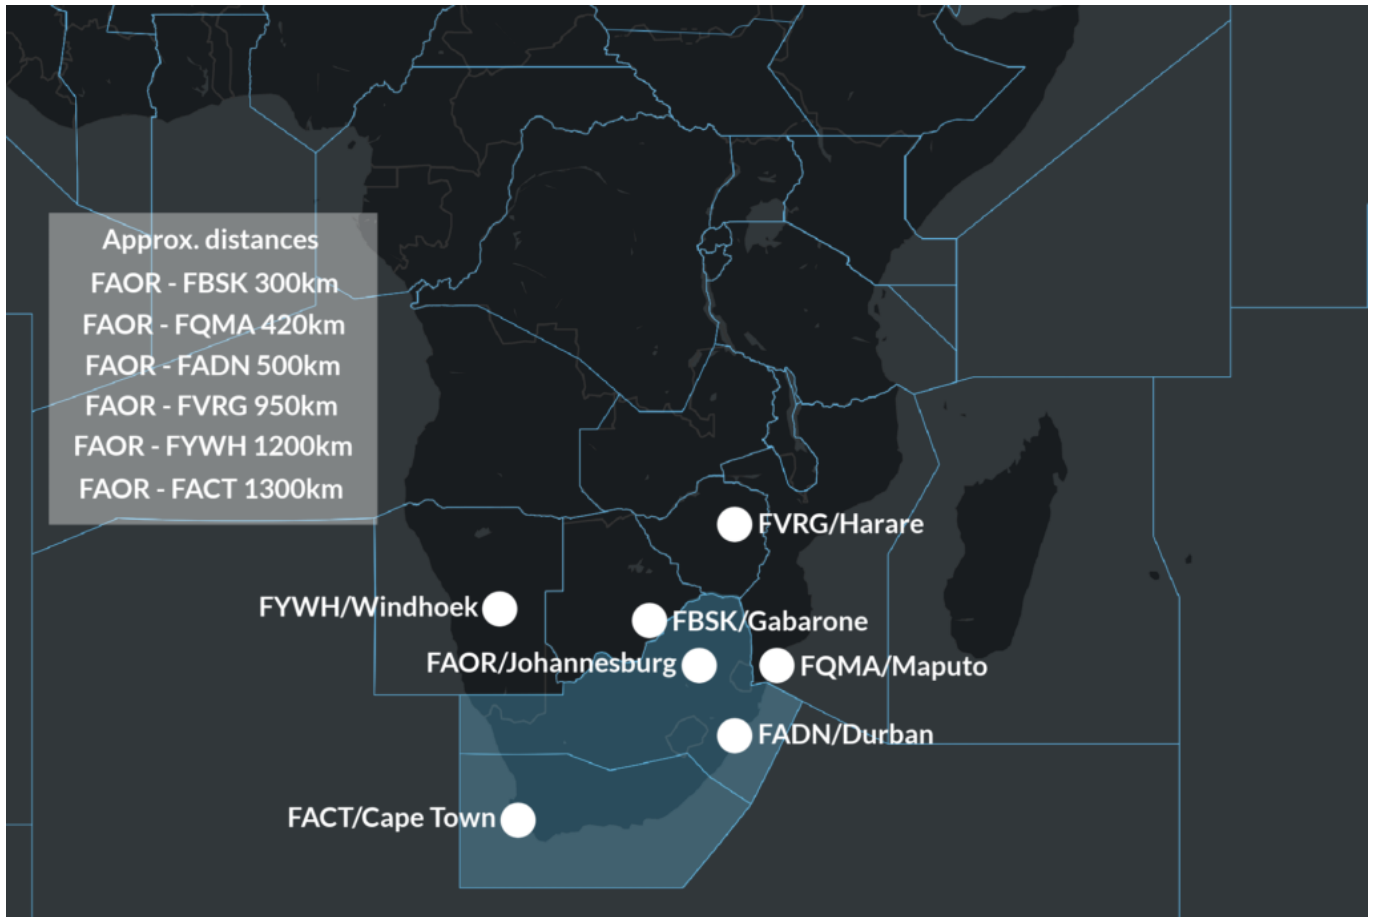 Approx. distances
FAOR - FBSK 300km
FAOR - FQMA 420km
FAOR - FADN 500km
FAOR - FVRG 950km
FAOR - FYWH 1200km
FAOR - FACT 1300km
FVRG/Harare
FYWH/Windhoek
FBSK/Gabarone
FAOR/Johannesburg
FQMA/Maputo
FADN/Durban
FACT/Cape Town